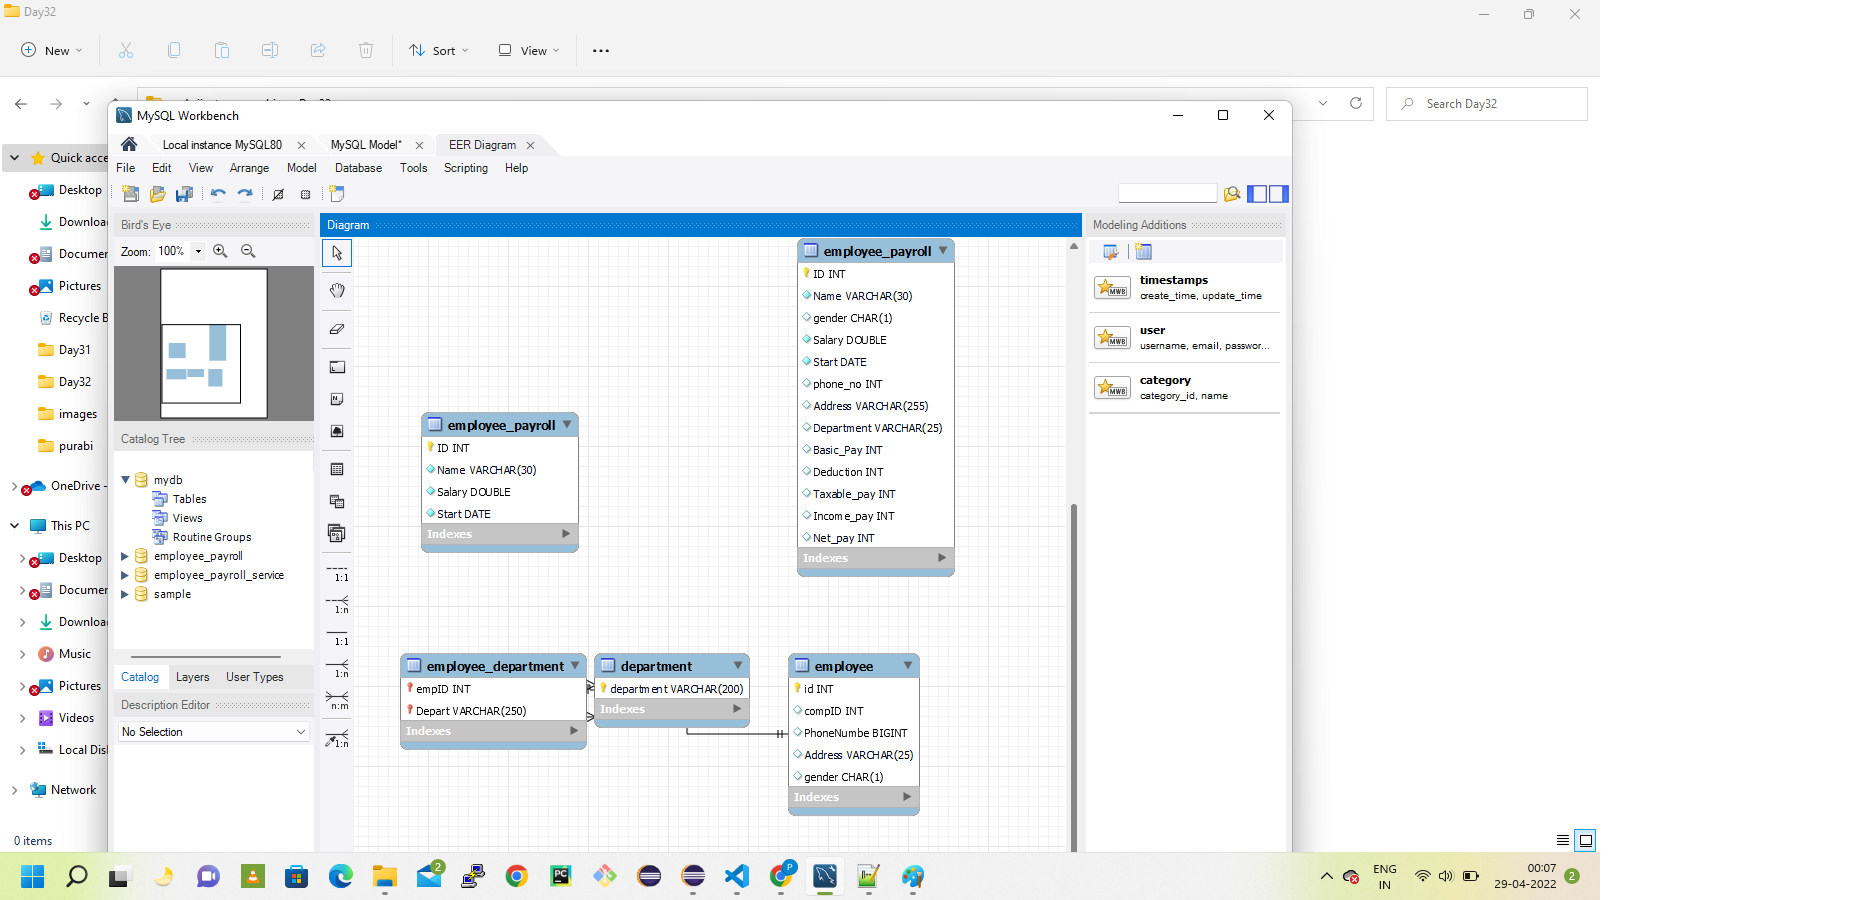 Day32
New
Sort
View
Search Day32
MySQL Workbench
Local instance MySQL80
MySQL Model*
EER Diagram
File Edit View Arrange Model Database Tools Scripting Help
Quick acce
Desktop
Downloa
Documer
Pictures
Recycle B
Day31
Day32
images
purabi
OneDrive -
This PC
Desktop
Documer
Downloa
Music
Pictures
Videos
Local Dis
Network
0 items
Bird's Eye
Zoom: 100%
Catalog Tree
mydb
Tables
Views
Routine Groups
employee_payroll
employee_payroll_service
sample
Catalog Layers User Types
Description Editor
No Selection
Diagram
1:1
1:n
1:1
1:n
n:m
1:n
employee_payroll
ID INT
Name VARCHAR(30)
Salary DOUBLE
Start DATE
Indexes
employee_payroll
ID INT
Name VARCHAR(30)
gender CHAR(1)
Salary DOUBLE
Start DATE
phone_no INT
Address VARCHAR(255)
Department VARCHAR(25)
Basic_Pay INT
Deduction INT
Taxable_pay INT
Income_pay INT
Net_pay INT
Indexes
employee_department
empID INT
Depart VARCHAR(250)
Indexes
department
department VARCHAR(200)
Indexes
employee
id INT
compID INT
PhoneNumbe BIGINT
Address VARCHAR(25)
gender CHAR(1)
Indexes
Modeling Additions
MWB
timestamps
create_time, update_time
MWB
user
username, email, passwor...
MWB
category
category_id, name
2
PC
P
ENG
IN
00:07
29-04-2022
2